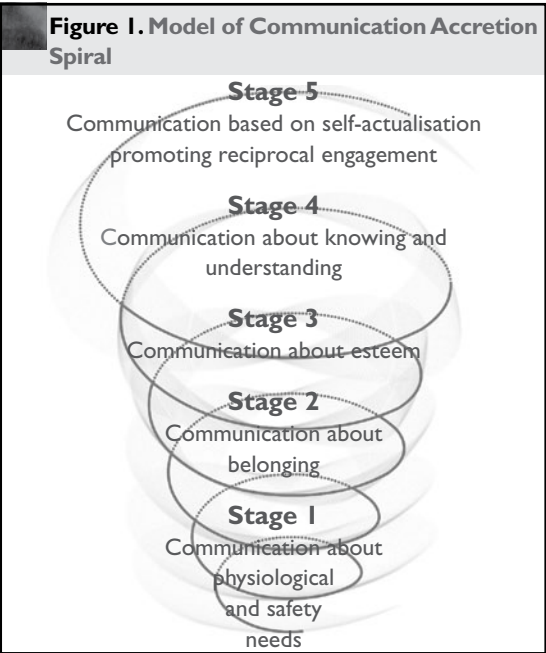 Figure 1. Model of Communication Accretion
Spiral
Stage 5
Communication based on self-actualisation
promoting reciprocal engagement
Stage 4
Communication about knowing and
understanding
Stage 3
Communication about esteem
Stage 2
Communication about
belonging
Stage 1
Communication about
physiological
and safety
needs